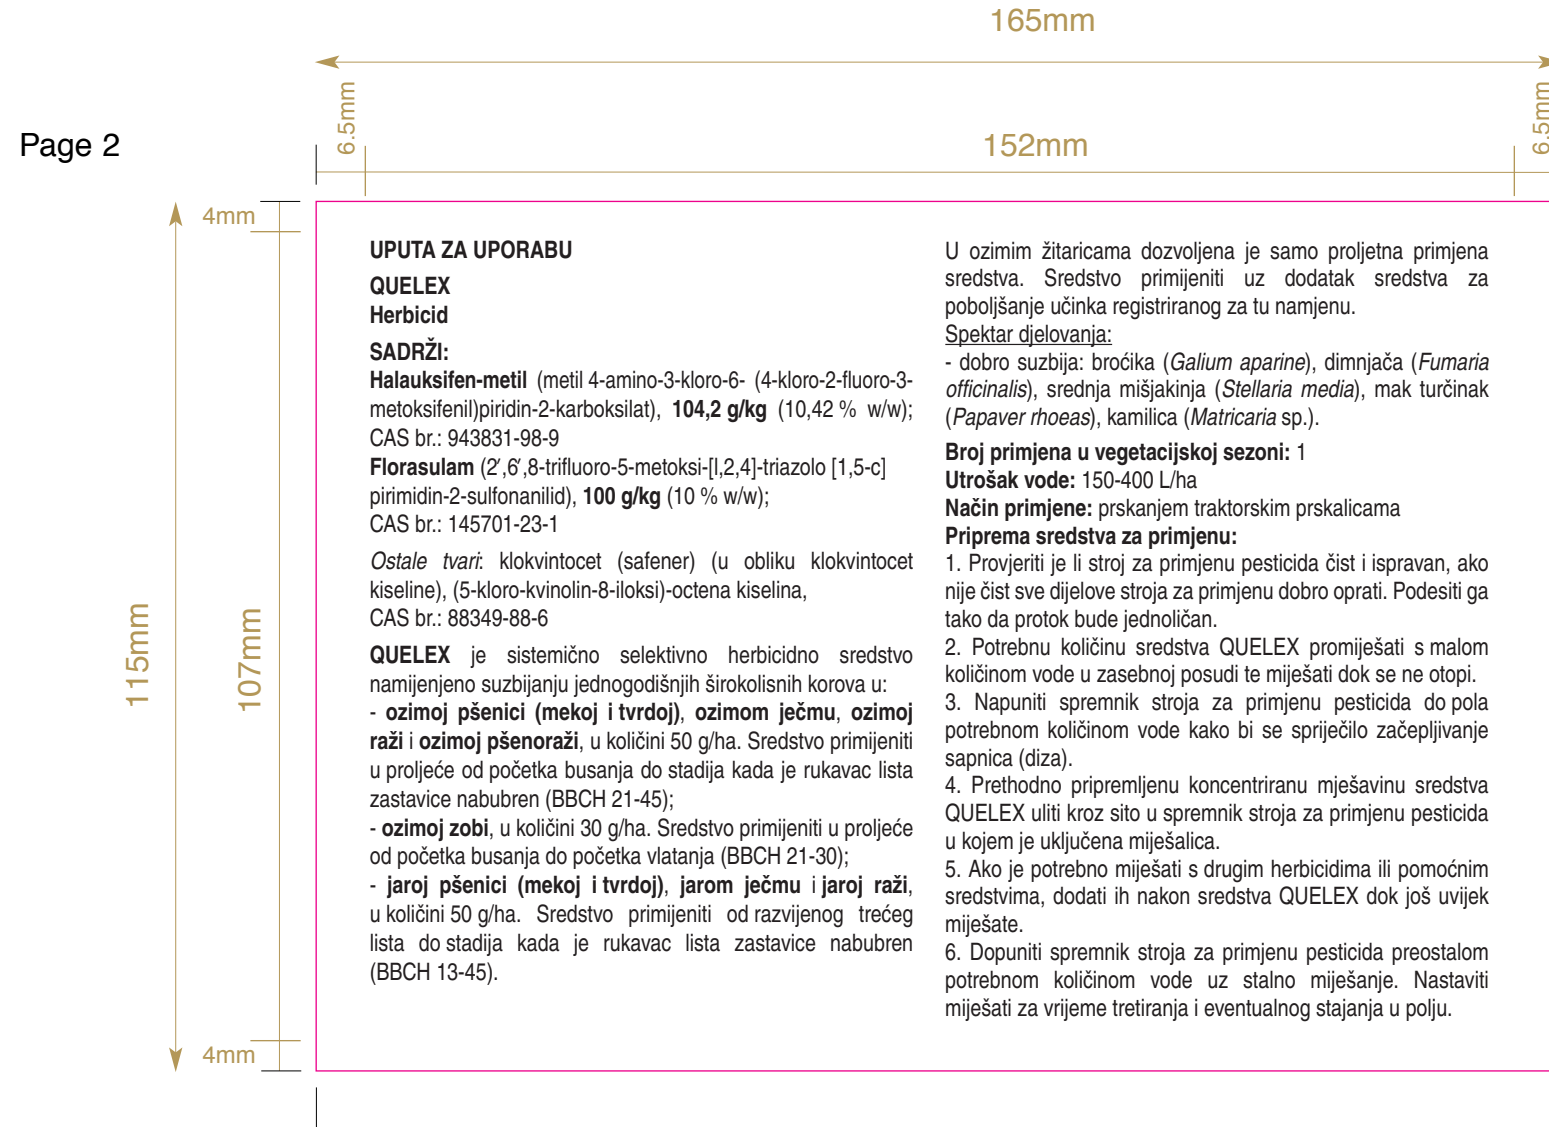 165mm
6.5mm
6.5mm
Page 2
152mm
4mm
115mm
107mm
4mm
UPUTA ZA UPORABU
QUELEX
Herbicid
SADRŽI:
Halauksifen-metil (metil 4-amino-3-kloro-6- (4-kloro-2-fluoro-3-
metoksifenil)piridin-2-karboksilat), 104,2 g/kg (10,42 % w/w);
CAS br.: 943831-98-9
Florasulam (2′,6′,8-trifluoro-5-metoksi-[l,2,4]-triazolo [1,5-c]
pirimidin-2-sulfonanilid), 100 g/kg (10 % w/w);
CAS br.: 145701-23-1
Ostale tvari: klokvintocet (safener) (u obliku klokvintocet
kiseline), (5-kloro-kvinolin-8-iloksi)-octena kiselina,
CAS br.: 88349-88-6
QUELEX je sistemično selektivno herbicidno sredstvo
namijenjeno suzbijanju jednogodišnjih širokolisnih korova u:
- ozimoj pšenici (mekoj i tvrdoj), ozimom ječmu, ozimoj
raži i ozimoj pšenoraži, u količini 50 g/ha. Sredstvo primijeniti
u proljeće od početka busanja do stadija kada je rukavac lista
zastavice nabubren (BBCH 21-45);
- ozimoj zobi, u količini 30 g/ha. Sredstvo primijeniti u proljeće
od početka busanja do početka vlatanja (BBCH 21-30);
- jaroj pšenici (mekoj i tvrdoj), jarom ječmu i jaroj raži,
u količini 50 g/ha. Sredstvo primijeniti od razvijenog trećeg
lista do stadija kada je rukavac lista zastavice nabubren
(BBCH 13-45).
U ozimim žitaricama dozvoljena je samo proljetna primjena
sredstva. Sredstvo primijeniti uz dodatak sredstva za
poboljšanje učinka registriranog za tu namjenu.
Spektar djelovanja:
- dobro suzbija: broćika (Galium aparine), dimnjača (Fumaria
officinalis), srednja mišjakinja (Stellaria media), mak turčinak
(Papaver rhoeas), kamilica (Matricaria sp.).
Broj primjena u vegetacijskoj sezoni: 1
Utrošak vode: 150-400 L/ha
Način primjene: prskanjem traktorskim prskalicama
Priprema sredstva za primjenu:
1. Provjeriti je li stroj za primjenu pesticida čist i ispravan, ako
nije čist sve dijelove stroja za primjenu dobro oprati. Podesiti ga
tako da protok bude jednoličan.
2. Potrebnu količinu sredstva QUELEX promiješati s malom
količinom vode u zasebnoj posudi te miješati dok se ne otopi.
3. Napuniti spremnik stroja za primjenu pesticida do pola
potrebnom količinom vode kako bi se spriječilo začepljivanje
sapnica (diza).
4. Prethodno pripremljenu koncentriranu mješavinu sredstva
QUELEX uliti kroz sito u spremnik stroja za primjenu pesticida
u kojem je uključena miješalica.
5. Ako je potrebno miješati s drugim herbicidima ili pomoćnim
sredstvima, dodati ih nakon sredstva QUELEX dok još uvijek
miješate.
6. Dopuniti spremnik stroja za primjenu pesticida preostalom
potrebnom količinom vode uz stalno miješanje. Nastaviti
miješati za vrijeme tretiranja i eventualnog stajanja u polju.